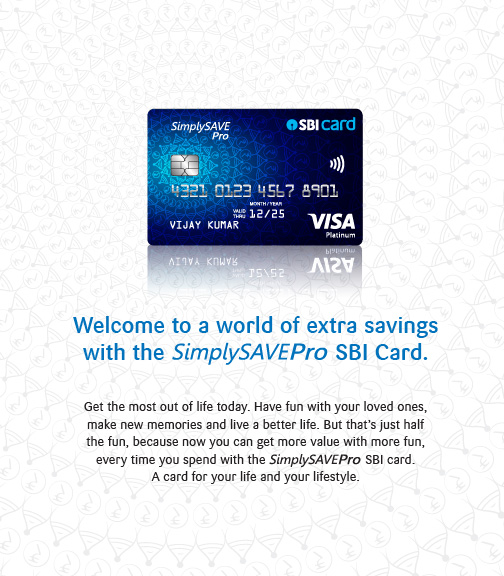 SimplySAVE
Pro
SBI card
4321 0123 4567 8901
MONTH/YEAR
VALID THRU 12/25
VIJAY KUMAR
VISA
Platinum
Welcome to a world of extra savings
with the SimplySAVEPro SBI Card.
Get the most out of life today. Have fun with your loved ones,
make new memories and live a better life. But that's just half
the fun, because now you can get more value with more fun,
every time you spend with the SimplySAVEPro SBI card.
A card for your life and your lifestyle.